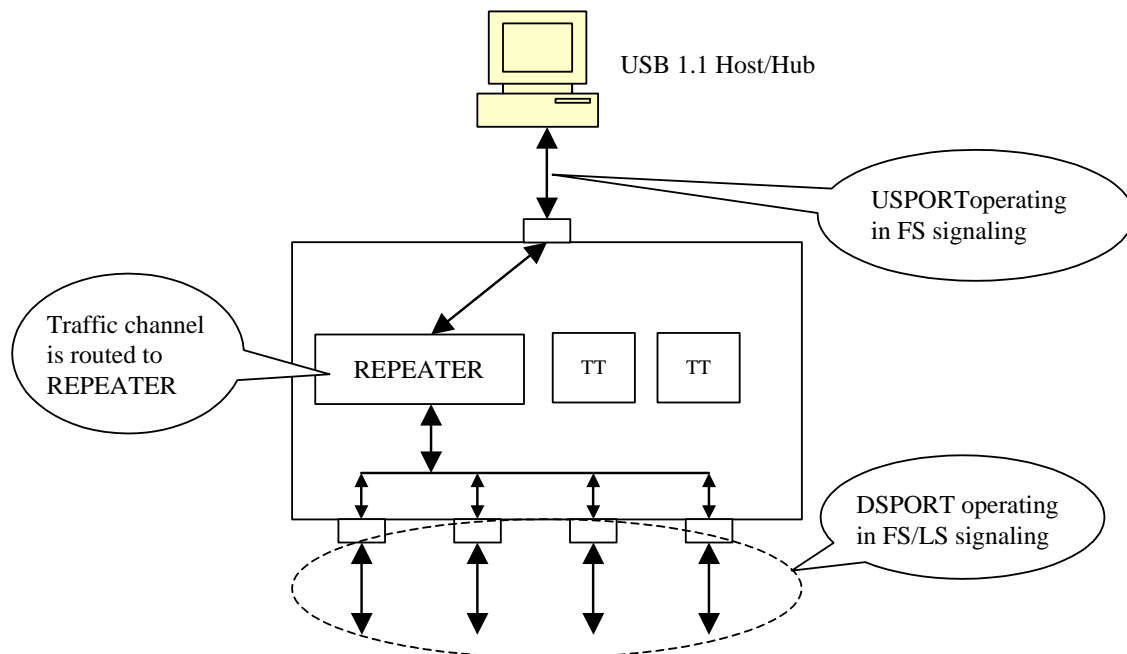 USB 1.1 Host/Hub
USPORToperating
in FS signaling
Traffic channel
is routed to
REPEATER
REPEATER
TT
TT
DSPORT operating
in FS/LS signaling